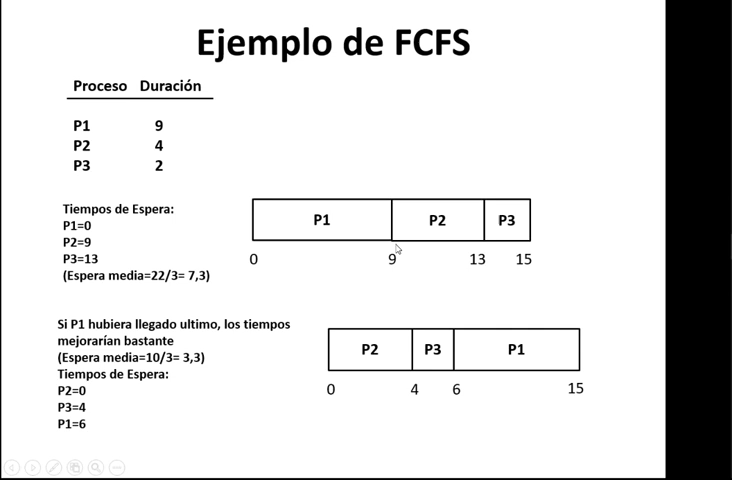 Ejemplo de FCFS
Proceso Duración
P1 9
P2 4
P3 2
Tiempos de Espera:
P1=0
P2=9
P3=13
(Espera media=22/3= 7,3)
P1 P2 P3
0 9 13 15
Si P1 hubiera llegado ultimo, los tiempos
mejorarían bastante
(Espera media=10/3= 3,3)
Tiempos de Espera:
P2=0
P3=4
P1=6
P2 P3 P1
0 4 6 15